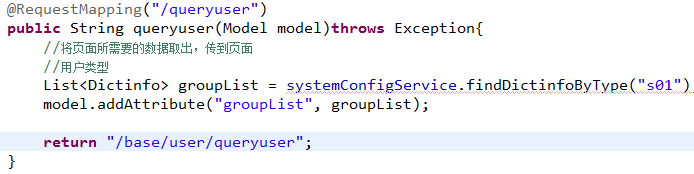 @RequestMapping("/queryuser")
public String queryuser(Model model)throws Exception{
//将页面所需要的数据取出，传到页面
//用户类型
List<Dictinfo> groupList = systemConfigService.findDictinfoByType("s01")
model.addAttribute("groupList", groupList);
return "/base/user/queryuser";
}